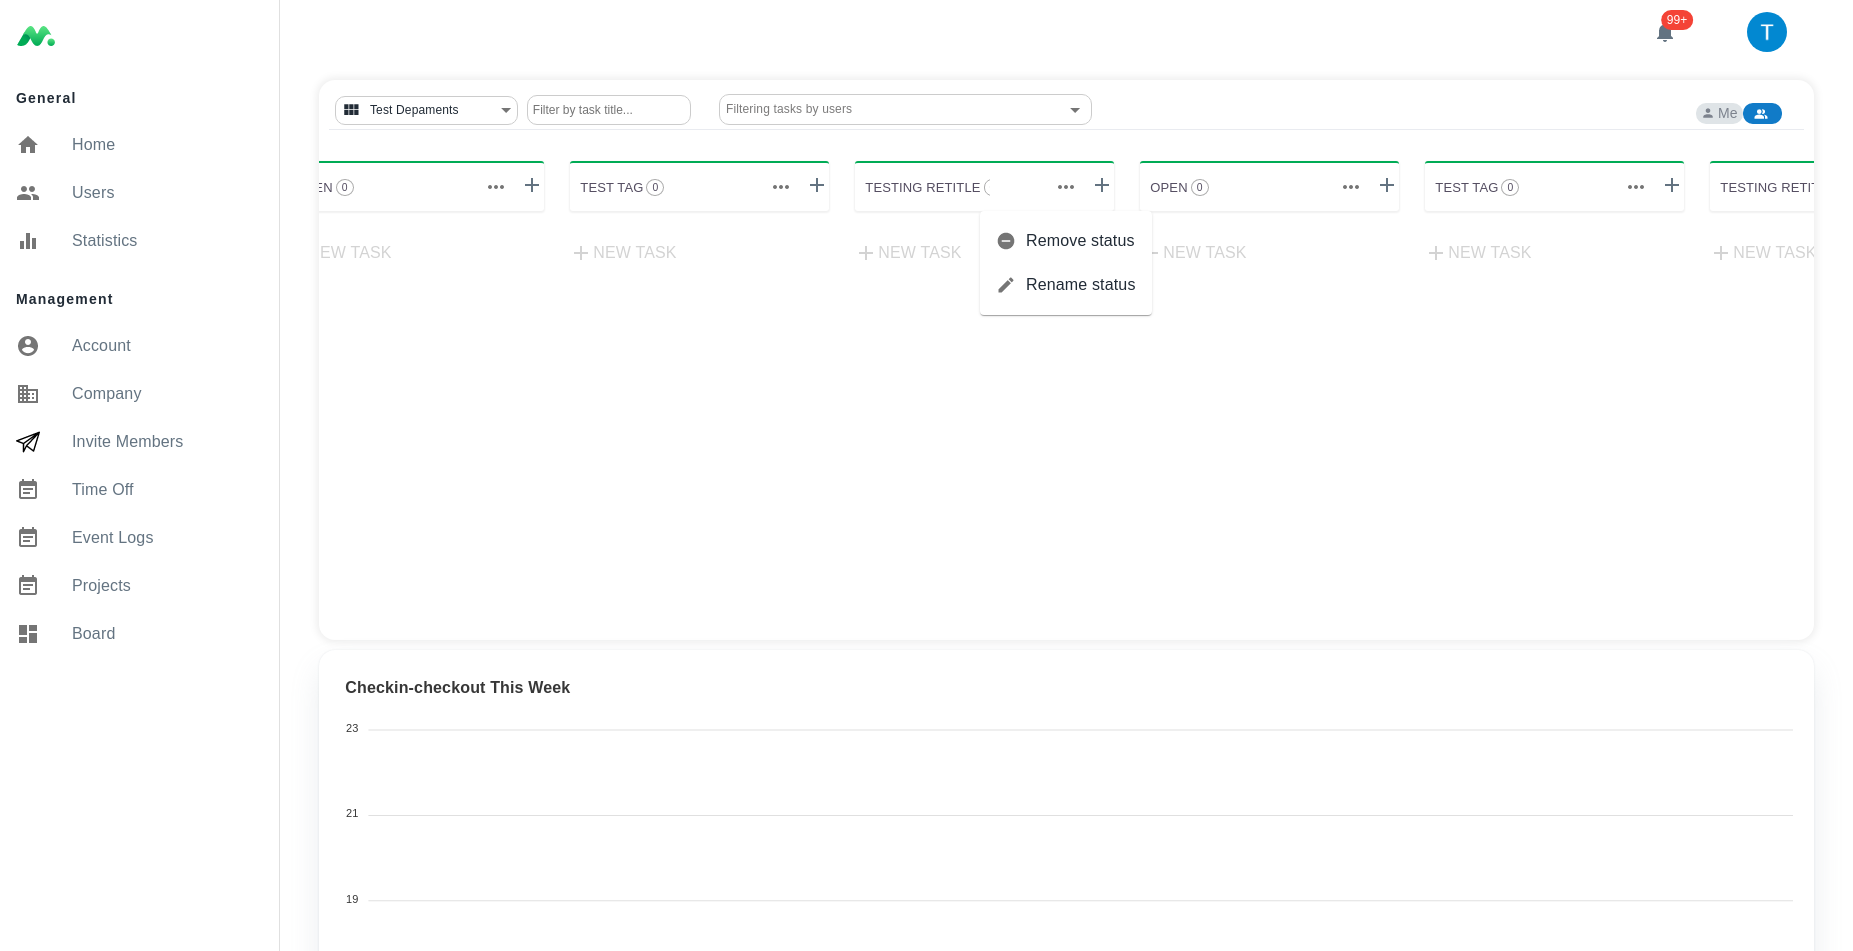 99+
T
General
Home
Users
Statistics
Management
Account
Company
Invite Members
Time Off
Event Logs
Projects
Board
Test Depaments
Filter by task title...
Filtering tasks by users
Me
EN 0
TEST TAG 0
TESTING RETITLE
OPEN 0
TEST TAG 0
TESTING RETIT
EW TASK
NEW TASK
NEW TASK
NEW TASK
NEW TASK
NEW TASK
Remove status
Rename status
Checkin-checkout This Week
23
21
19